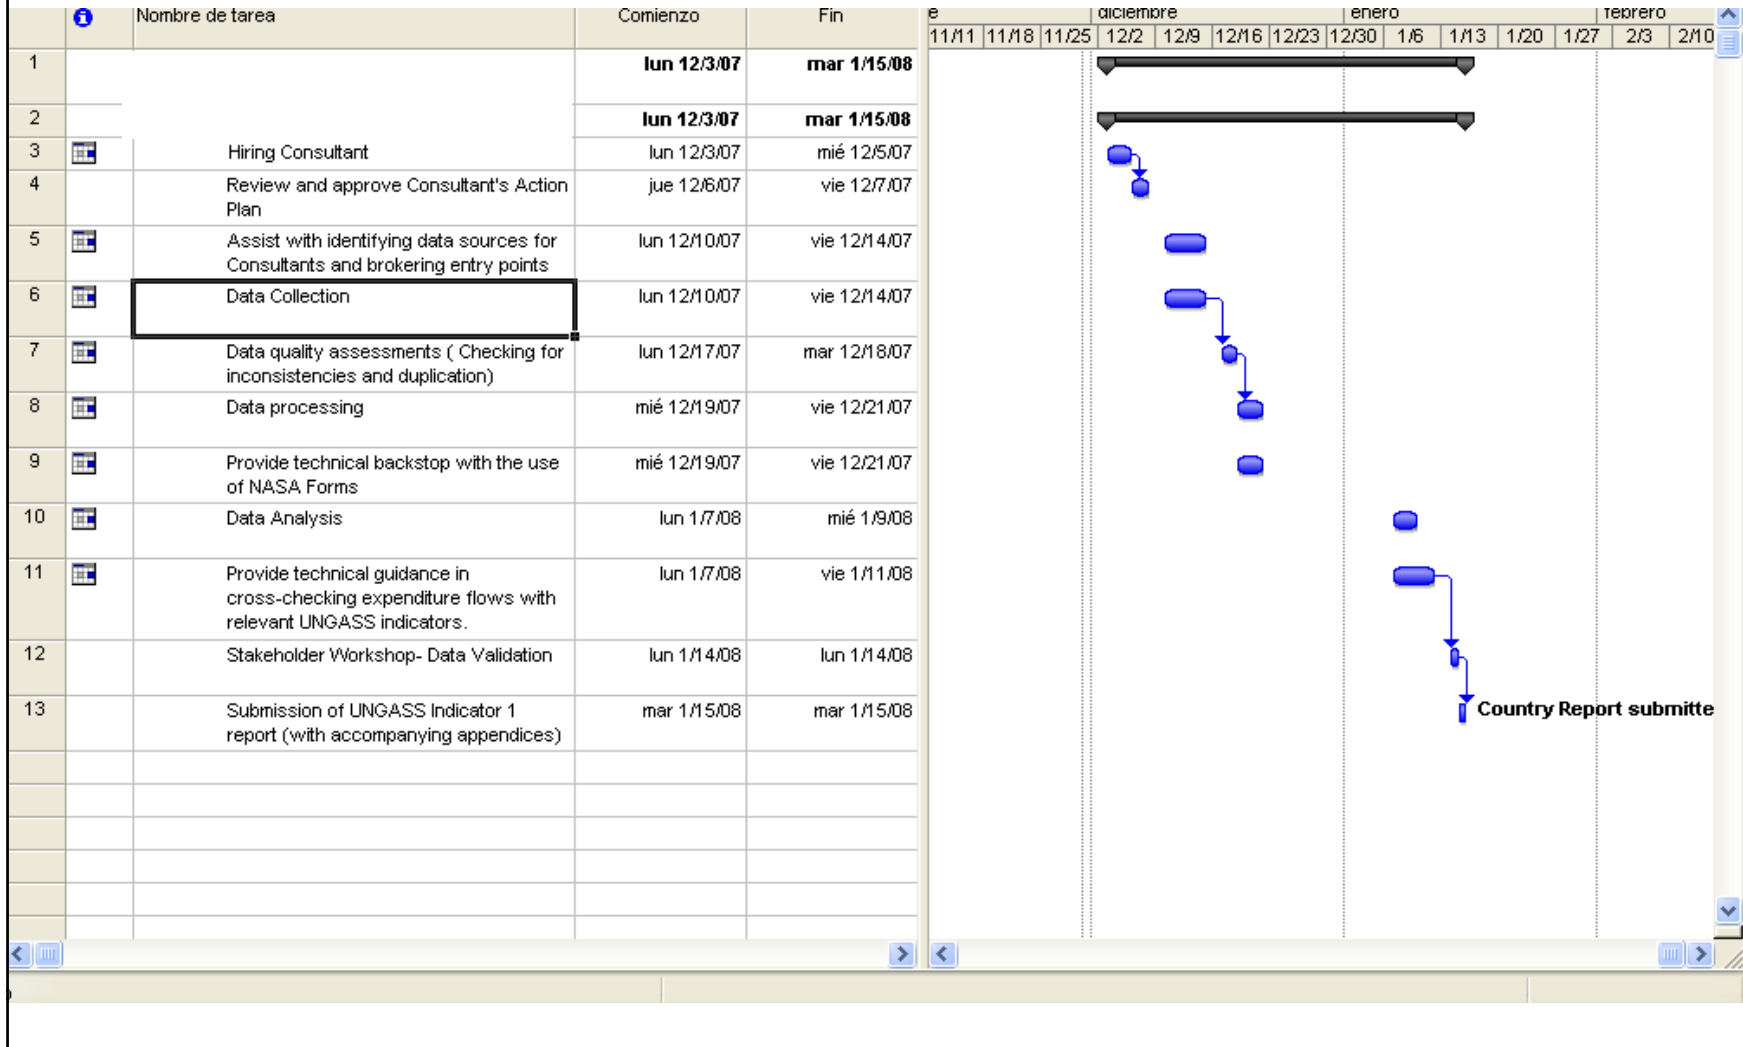 Nombre de tarea Comienzo Fin
e diciembre enero febrero
11/11 11/18 11/25 12/2 12/9 12/16 12/23 12/30 1/6 1/13 1/20 1/27 2/3 2/10
1 lun 12/3/07 mar 1/15/08
2 lun 12/3/07 mar 1/15/08
3 Hiring Consultant lun 12/3/07 mié 12/5/07
4 Review and approve Consultant's Action jue 12/6/07 vie 12/7/07
Plan
5 Assist with identifying data sources for lun 12/10/07 vie 12/14/07
Consultants and brokering entry points
6 Data Collection lun 12/10/07 vie 12/14/07
7 Data quality assessments ( Checking for lun 12/17/07 mar 12/18/07
inconsistencies and duplication)
8 Data processing mié 12/19/07 vie 12/21/07
9 Provide technical backstop with the use mié 12/19/07 vie 12/21/07
of NASA Forms
10 Data Analysis lun 1/7/08 mié 1/9/08
11 Provide technical guidance in lun 1/7/08 vie 1/11/08
cross-checking expenditure flows with
relevant UNGASS indicators.
12 Stakeholder Workshop- Data Validation lun 1/14/08 lun 1/14/08
13 Submission of UNGASS Indicator 1 mar 1/15/08 mar 1/15/08 Country Report submitte
report (with accompanying appendices)